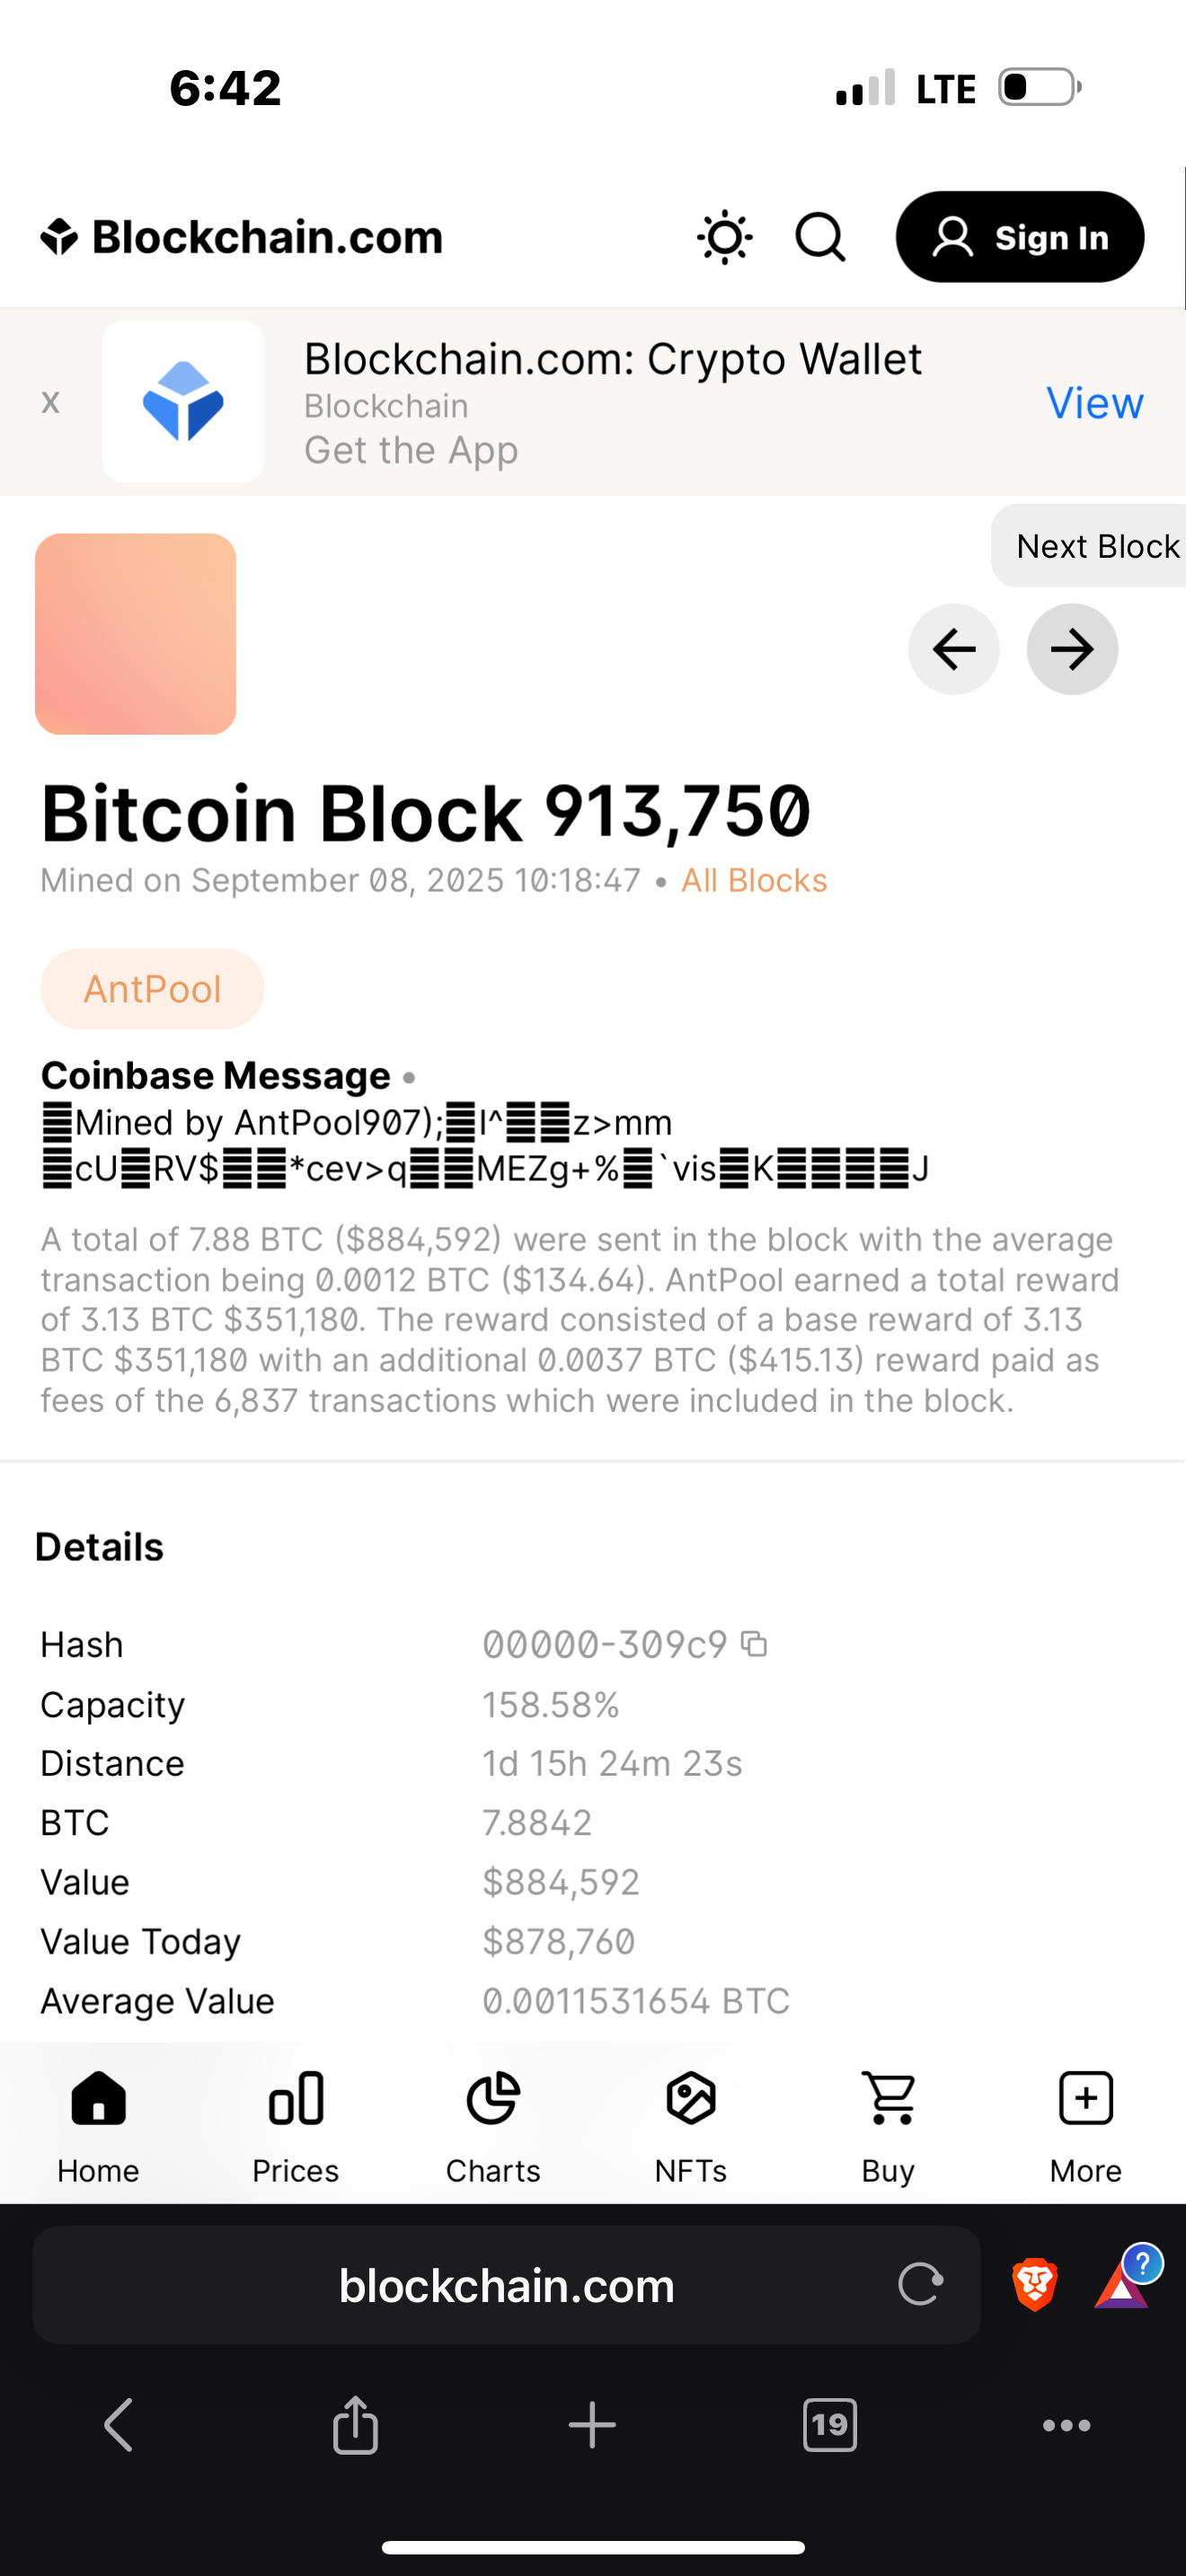 6:42
LTE
Blockchain.com
Sign In
x
Blockchain.com: Crypto Wallet
Blockchain
Get the App
View
Next Block
Bitcoin Block 913,750
Mined on September 08, 2025 10:18:47 • All Blocks
AntPool
Coinbase Message •
Mined by AntPool907);l^z>mm
cURV$*cev>qMEZg+%`visKJ
A total of 7.88 BTC ($884,592) were sent in the block with the average
transaction being 0.0012 BTC ($134.64). AntPool earned a total reward
of 3.13 BTC $351,180. The reward consisted of a base reward of 3.13
BTC $351,180 with an additional 0.0037 BTC ($415.13) reward paid as
fees of the 6,837 transactions which were included in the block.
Details
Hash 00000-309c9
Capacity 158.58%
Distance 1d 15h 24m 23s
BTC 7.8842
Value $884,592
Value Today $878,760
Average Value 0.0011531654 BTC
Home Prices Charts NFTs Buy More
blockchain.com
?
19